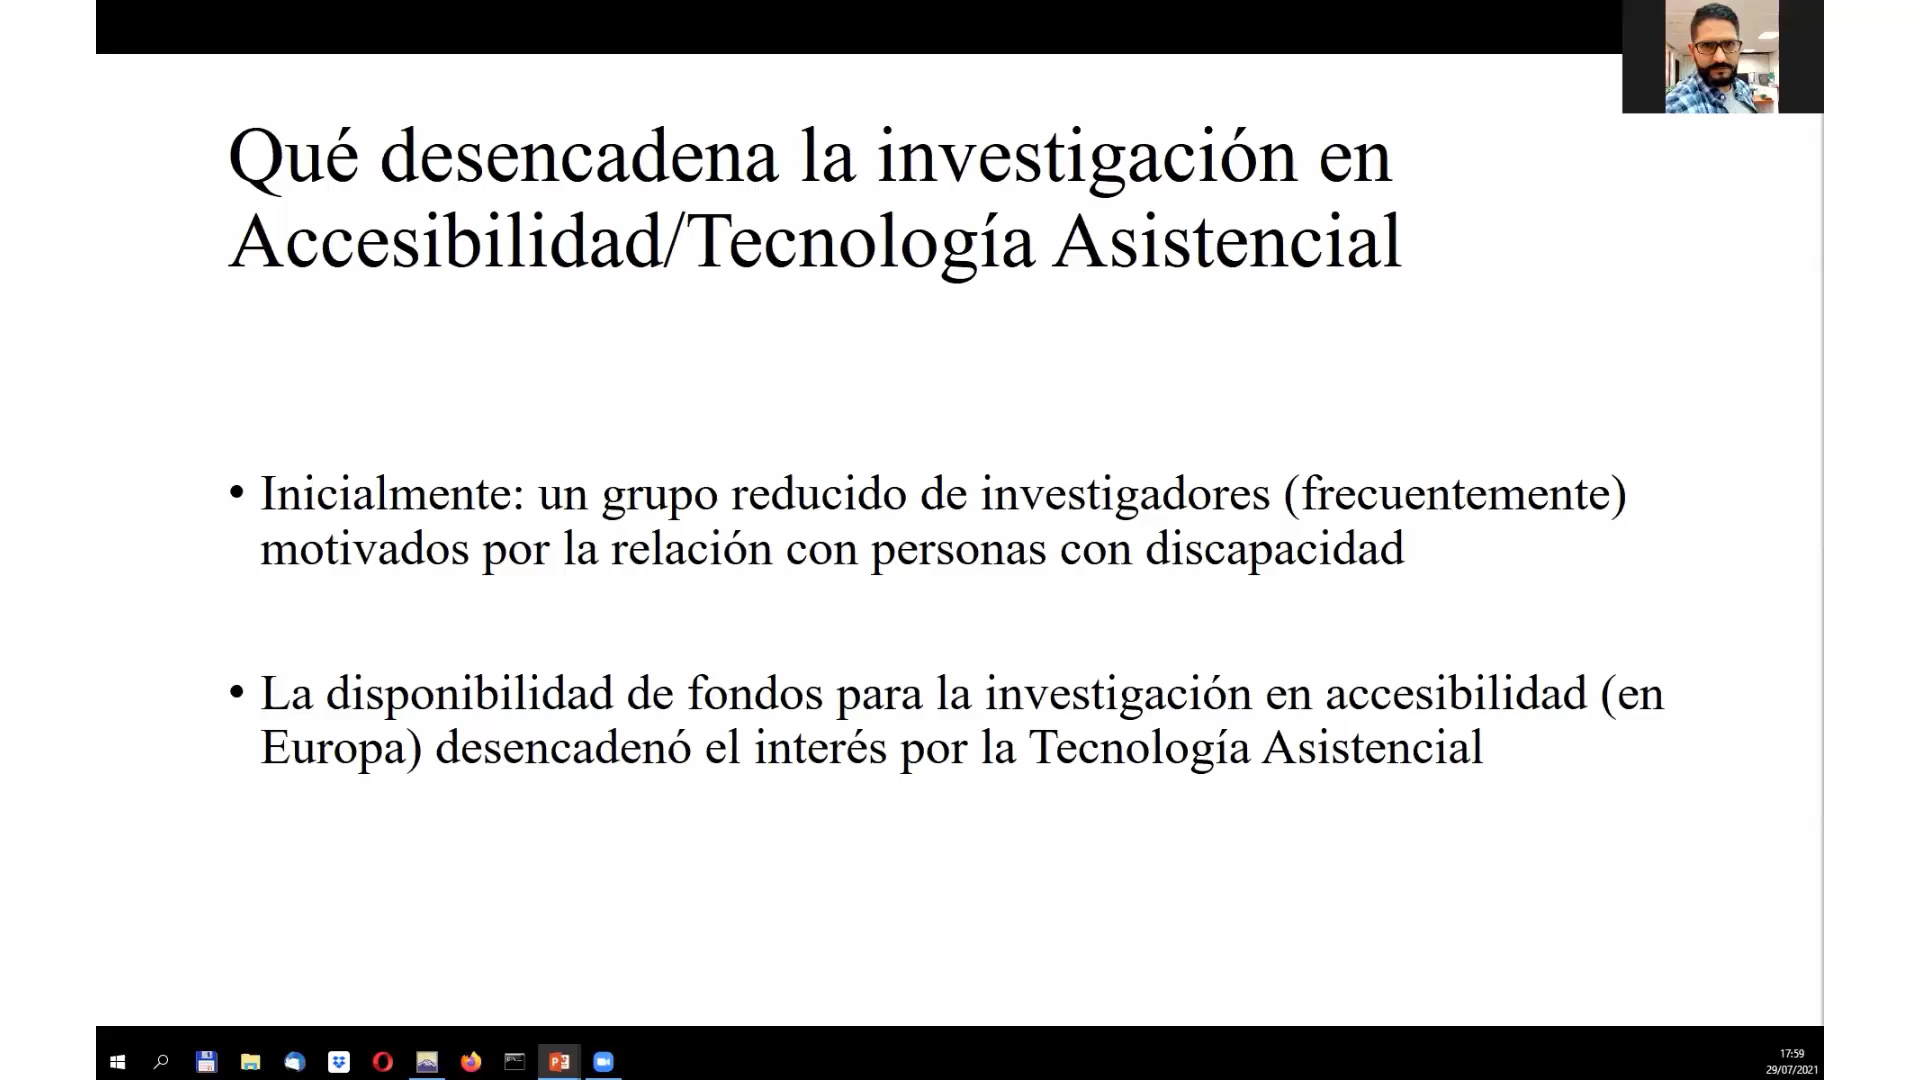 Qué desencadena la investigación en
Accesibilidad/Tecnología Asistencial
• Inicialmente: un grupo reducido de investigadores (frecuentemente)
motivados por la relación con personas con discapacidad
• La disponibilidad de fondos para la investigación en accesibilidad (en
Europa) desencadenó el interés por la Tecnología Asistencial
17:59
29/07/2021